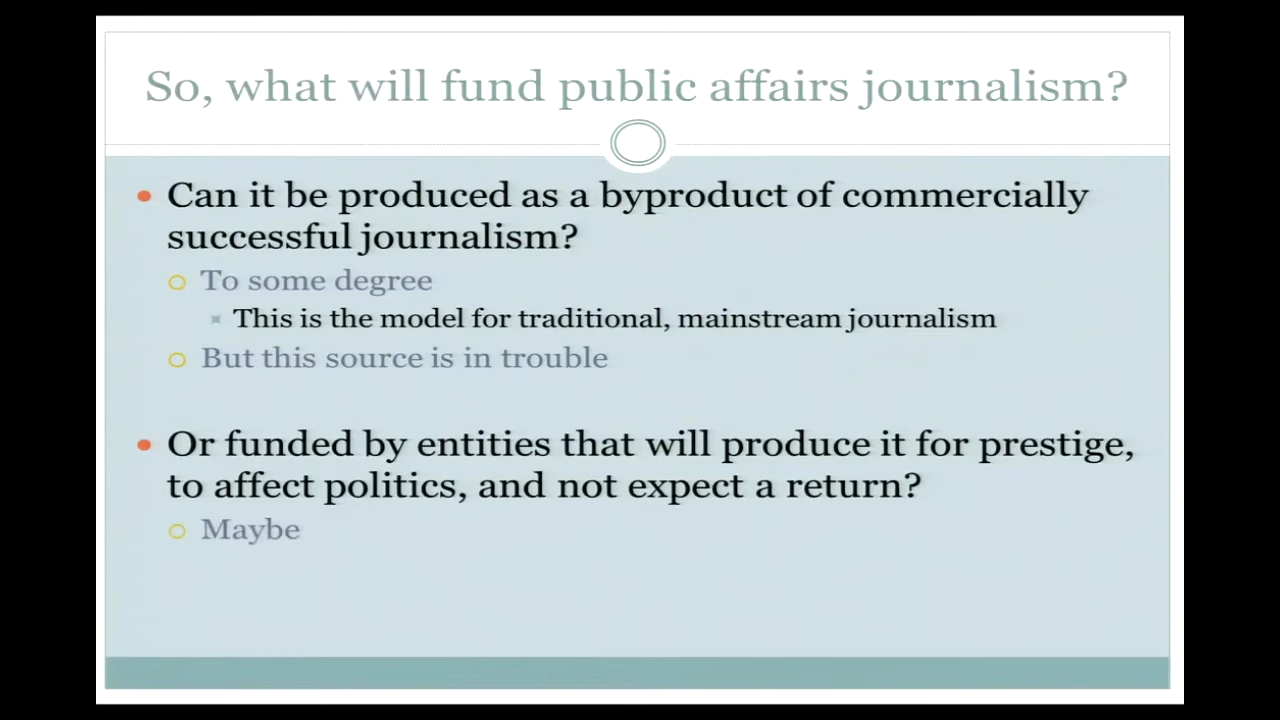 So, what will fund public affairs journalism?
Can it be produced as a byproduct of commercially
successful journalism?
To some degree
This is the model for traditional, mainstream journalism
But this source is in trouble
Or funded by entities that will produce it for prestige,
to affect politics, and not expect a return?
Maybe